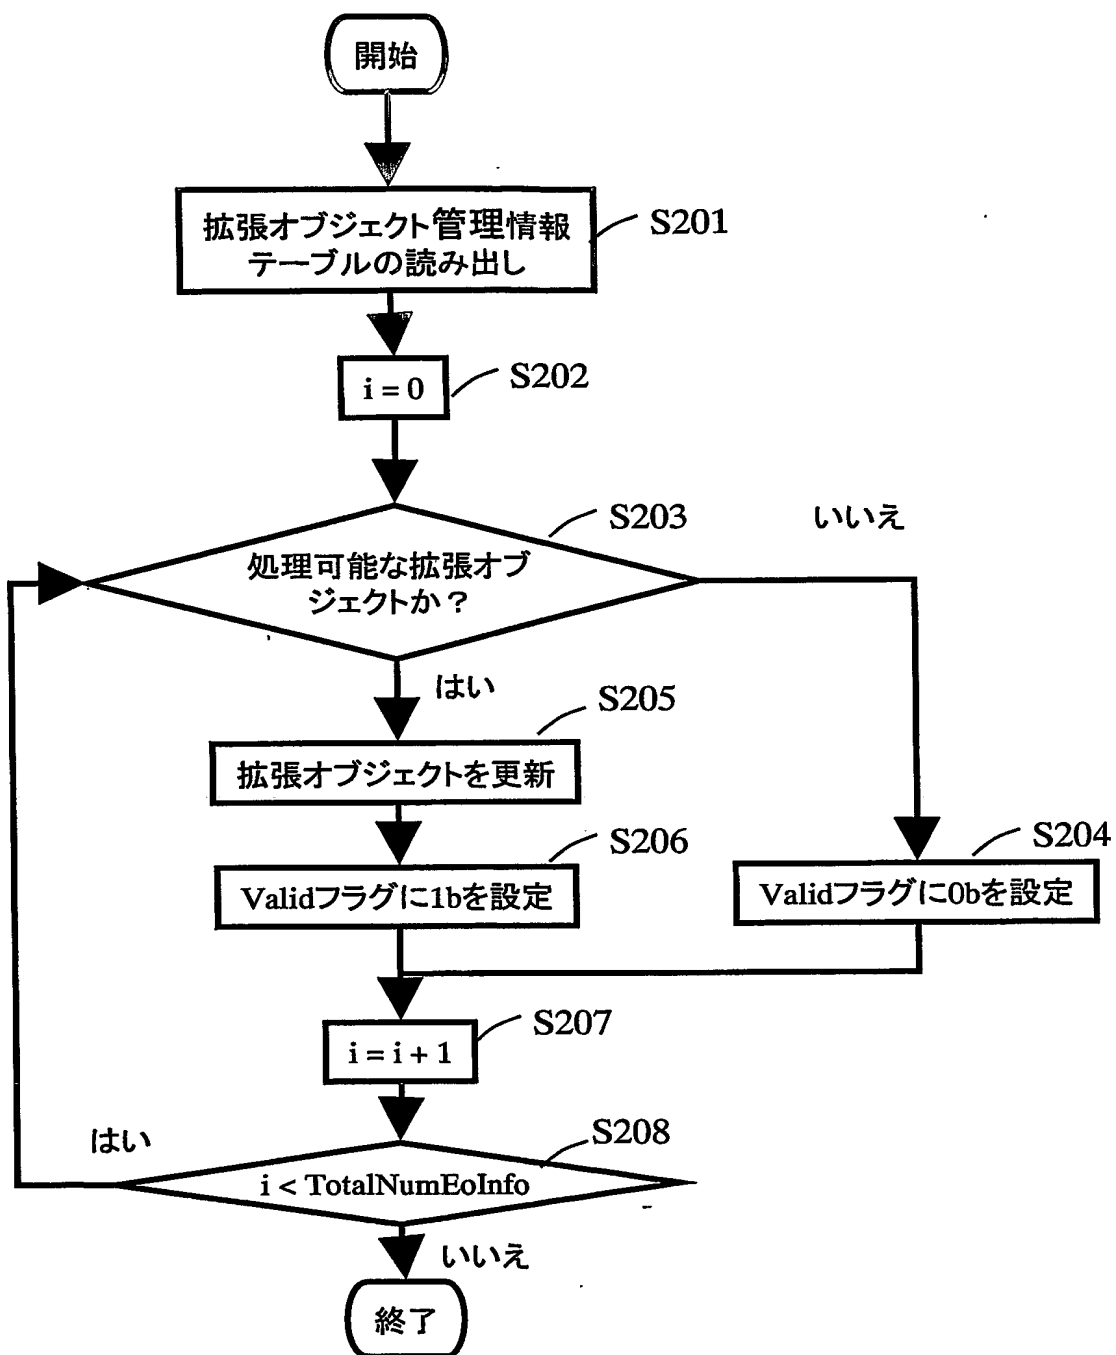 開始
拡張オブジェクト管理情報
テーブルの読み出し
S201
i = 0
S202
S203
いいえ
処理可能な拡張オブ
ジェクトか？
はい
S205
拡張オブジェクトを更新
S206
Validフラグに1bを設定
S204
Validフラグに0bを設定
S207
i = i + 1
はい
S208
i < TotalNumEoInfo
いいえ
終了